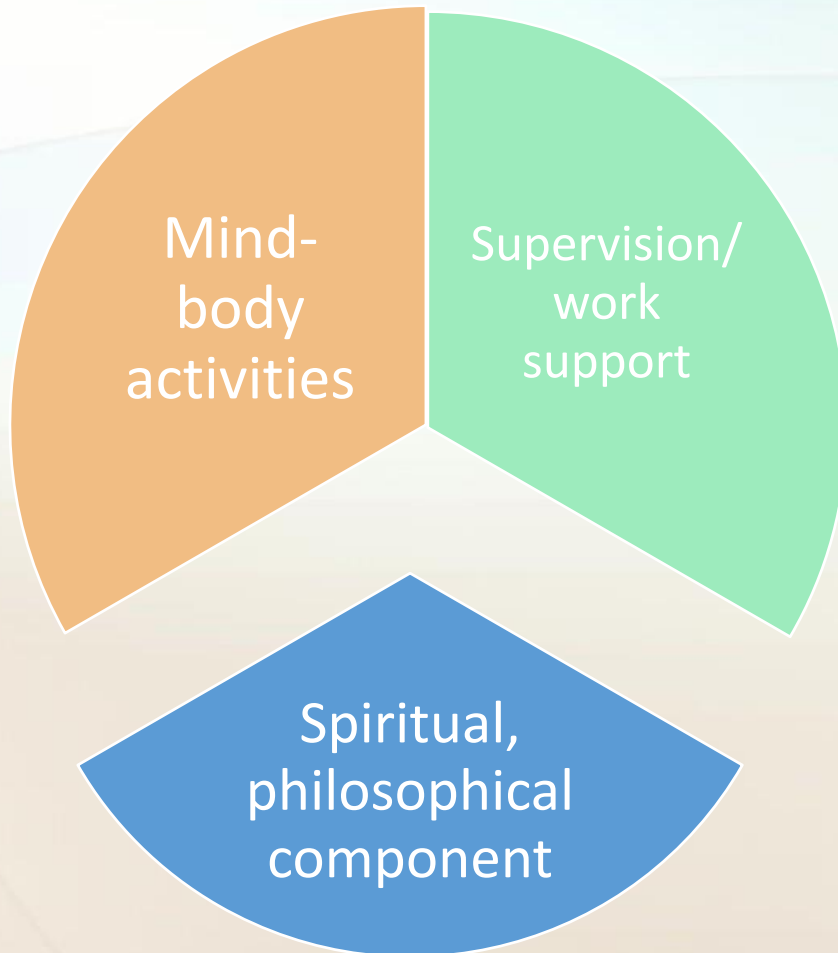 Mind-
body
activities
Supervision/
work
support
Spiritual,
philosophical
component